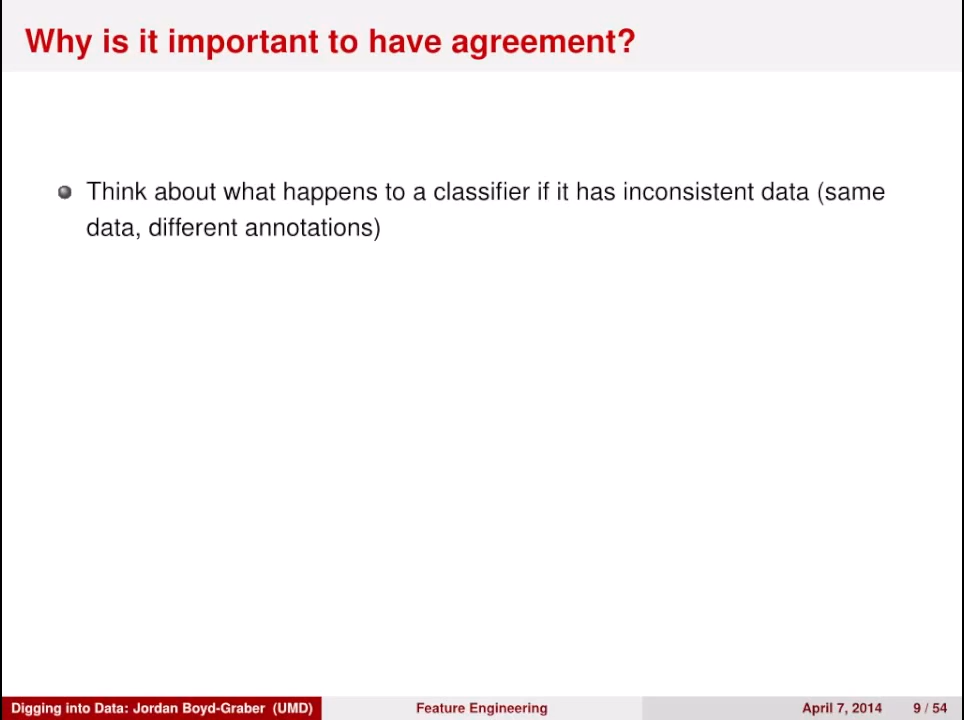 Why is it important to have agreement?
Think about what happens to a classifier if it has inconsistent data (same
data, different annotations)
Digging into Data: Jordan Boyd-Graber (UMD) Feature Engineering April 7, 2014 9 / 54